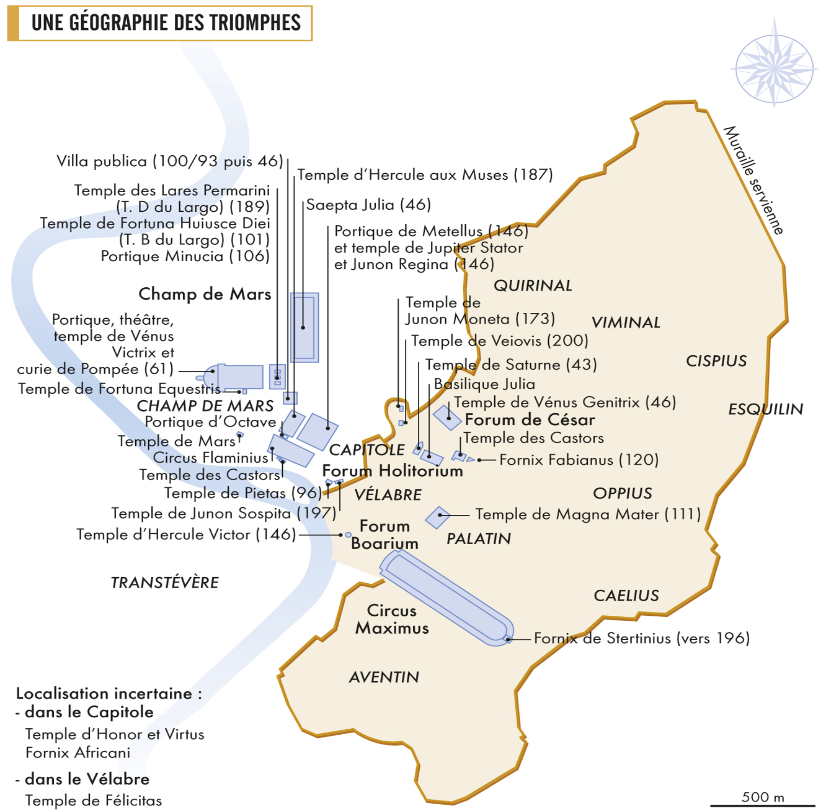 UNE GÉOGRAPHIE DES TRIOMPHES
Muraille servienne
Villa publica (100/93 puis 46)
Temple d'Hercule aux Muses (187)
Temple des Lares Permarini
(T. D du Largo) (189)
Temple de Fortuna Huiusce Diei
(T. B du Largo) (101)
Portique Minucia (106)
Saepta Julia (46)
Portique de Metellus (146)
et temple de Jupiter Stator
et Junon Regina (146)
Champ de Mars
QUIRINAL
Temple de
Junon Moneta (173)
VIMINAL
Portique, théâtre,
temple de Vénus
Victrix et
curie de Pompée (61)
Temple de Veiovis (200)
Temple de Saturne (43)
CISPIUS
Temple de Fortuna Equestris
Basilique Julia
Temple de Vénus Genitrix (46)
CHAMP DE MARS
ESQUILIN
Portique d'Octave
Forum de César
Temple de Mars
Temple des Castors
Circus Flaminius
CAPITOLE
Fornix Fabianus (120)
Temple des Castors
Forum Holitorium
Temple de Pietas (96)
VÉLABRE
OPPIUS
Temple de Junon Sospita (197)
Temple de Magna Mater (111)
Temple d'Hercule Victor (146)
Forum
Boarium
PALATIN
TRANSTÉVÈRE
CAELIUS
Circus
Maximus
Fornix de Stertinius (vers 196)
AVENTIN
Localisation incertaine :
- dans le Capitole
Temple d'Honor et Virtus
Fornix Africani
- dans le Vélabre
Temple de Félicitas
500 m